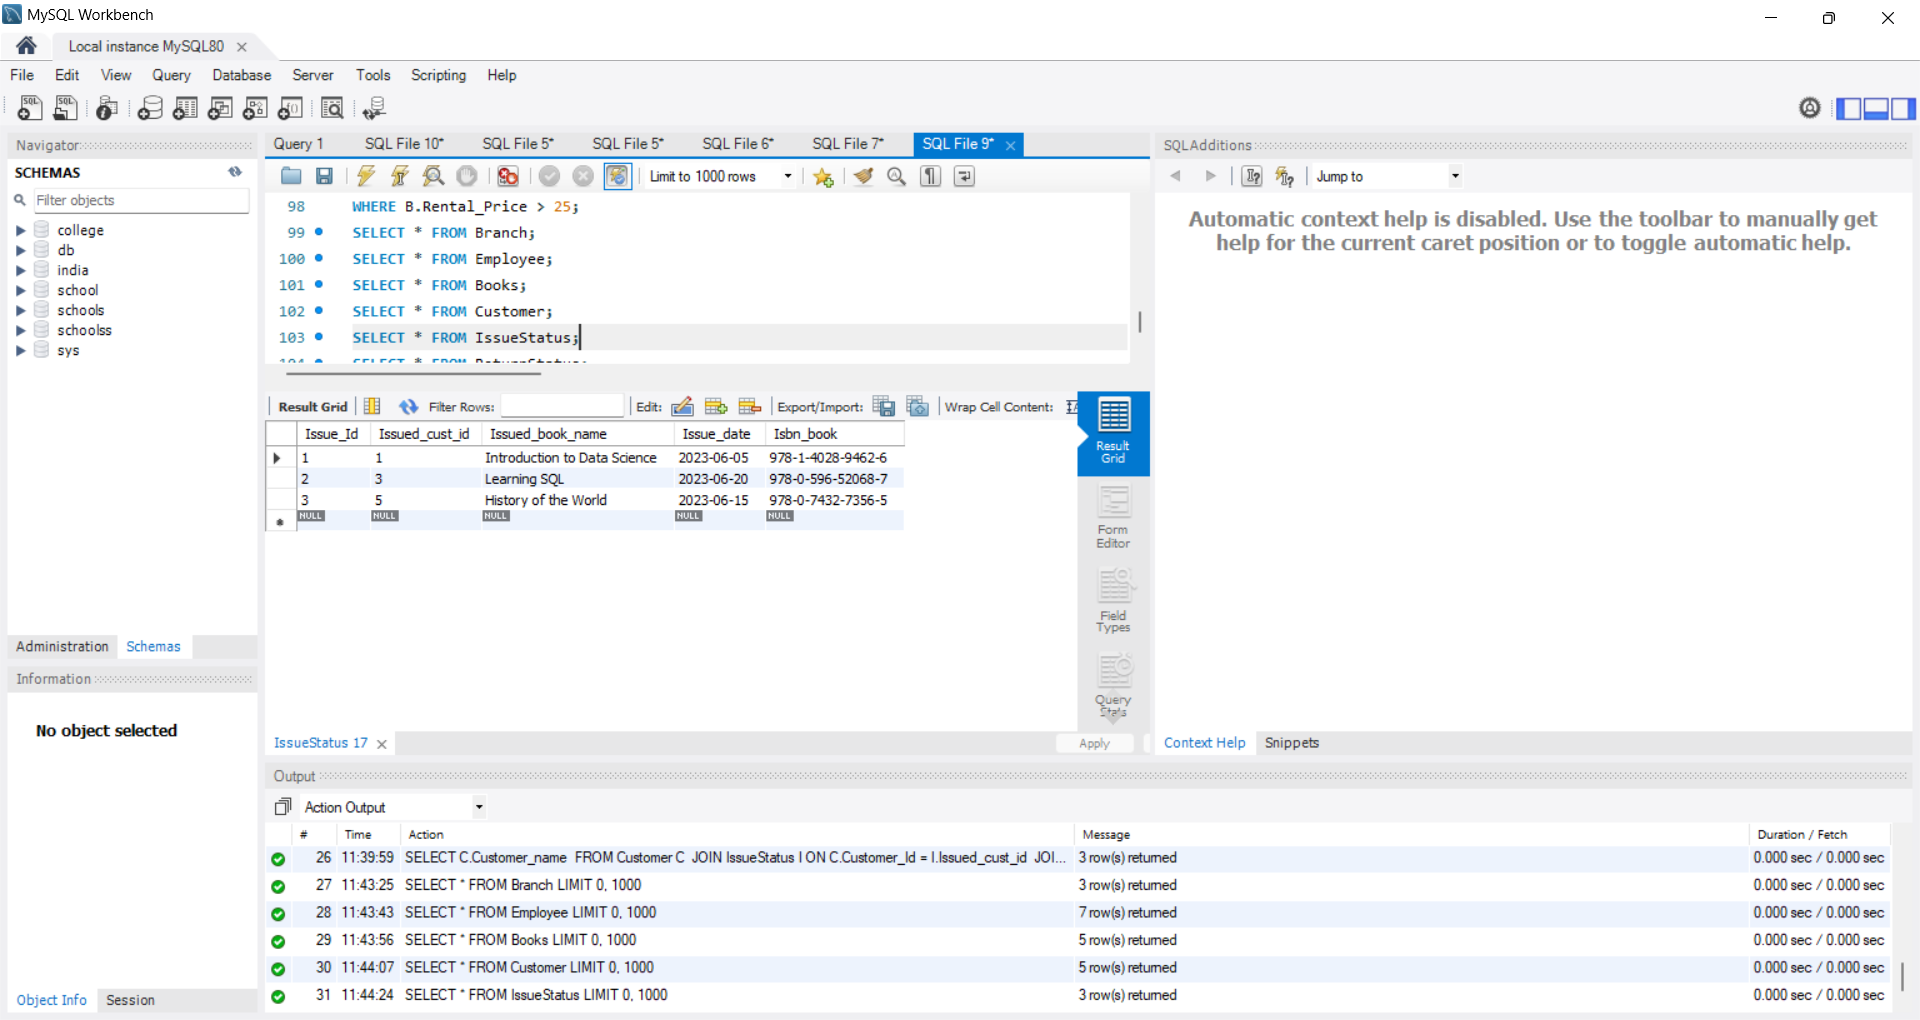 MySQL Workbench
Local instance MySQL80
File Edit View Query Database Server Tools Scripting Help
Navigator
SCHEMAS
Filter objects
college
db
india
school
schools
schoolss
sys
Administration Schemas
Information
No object selected
Object Info Session
Query 1 SQL File 10* SQL File 5* SQL File 5* SQL File 6* SQL File 7* SQL File 9*
Limit to 1000 rows
98 WHERE B.Rental_Price > 25;
99 SELECT * FROM Branch;
100 SELECT * FROM Employee;
101 SELECT * FROM Books;
102 SELECT * FROM Customer;
103 SELECT * FROM IssueStatus;
104 SELECT * FROM ReturnStatus;
Result Grid Filter Rows: Edit: Export/Import: Wrap Cell Content:
Issue_Id Issued_cust_id Issued_book_name Issue_date Isbn_book
1 1 Introduction to Data Science 2023-06-05 978-1-4028-9462-6
2 3 Learning SQL 2023-06-20 978-0-596-52068-7
3 5 History of the World 2023-06-15 978-0-7432-7356-5
NULL NULL NULL NULL NULL
Result
Grid
Form
Editor
Field
Types
Query
Stats
IssueStatus 17
Apply
SQLAdditions
Jump to
Automatic context help is disabled. Use the toolbar to manually get
help for the current caret position or to toggle automatic help.
Context Help Snippets
Output
Action Output
# Time Action Message Duration / Fetch
26 11:39:59 SELECT C.Customer_name FROM Customer C JOIN IssueStatus I ON C.Customer_Id = I.Issued_cust_id JOI... 3 row(s) returned 0.000 sec / 0.000 sec
27 11:43:25 SELECT * FROM Branch LIMIT 0, 1000 3 row(s) returned 0.000 sec / 0.000 sec
28 11:43:43 SELECT * FROM Employee LIMIT 0, 1000 7 row(s) returned 0.000 sec / 0.000 sec
29 11:43:56 SELECT * FROM Books LIMIT 0, 1000 5 row(s) returned 0.000 sec / 0.000 sec
30 11:44:07 SELECT * FROM Customer LIMIT 0, 1000 5 row(s) returned 0.000 sec / 0.000 sec
31 11:44:24 SELECT * FROM IssueStatus LIMIT 0, 1000 3 row(s) returned 0.000 sec / 0.000 sec